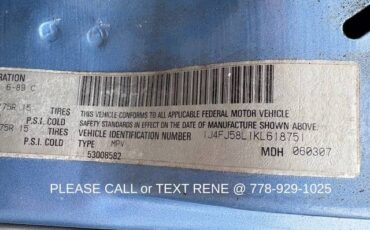 RATION
6-89 C
75R 15 TIRES
P.S.I. COLD
75R 15 TIRES
P.S.I. COLD
THIS VEHICLE CONFORMS TO ALL APPLICABLE FEDERAL MOTOR VEHICLE
SAFETY STANDARDS IN EFFECT ON THE DATE OF MANUFACTURE SHOWN ABOVE.
VEHICLE IDENTIFICATION NUMBER 1J4FJ58L1KL618751
TYPE MPV
53008582
MDH 060307
PLEASE CALL or TEXT RENE @ 778-929-1025